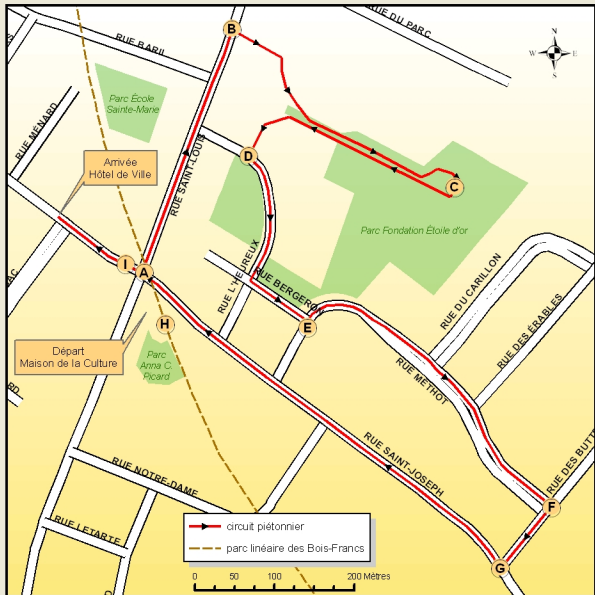 B
RUE DU PARC
RUE BARIL
N
W
E
S
Parc École
Sainte-Marie
RUE MÉNARD
RUE SAINT-LOUIS
D
C
Arrivée
Hôtel de Ville
Parc Fondation Étoile d'or
I
A
RUE L'HEUREUX
RUE BERGERON
RUE DU CARILLON
RUE DES ÉRABLES
E
H
Départ
Maison de la Culture
Parc
Anna C.
Picard
RUE MÉTHOT
RUE SAINT-JOSEPH
RUE DES BUTT
RUE NOTRE-DAME
F
RUE LETARTE
G
circuit piétonnier
parc linéaire des Bois-Francs
0 50 100 200 Mètres